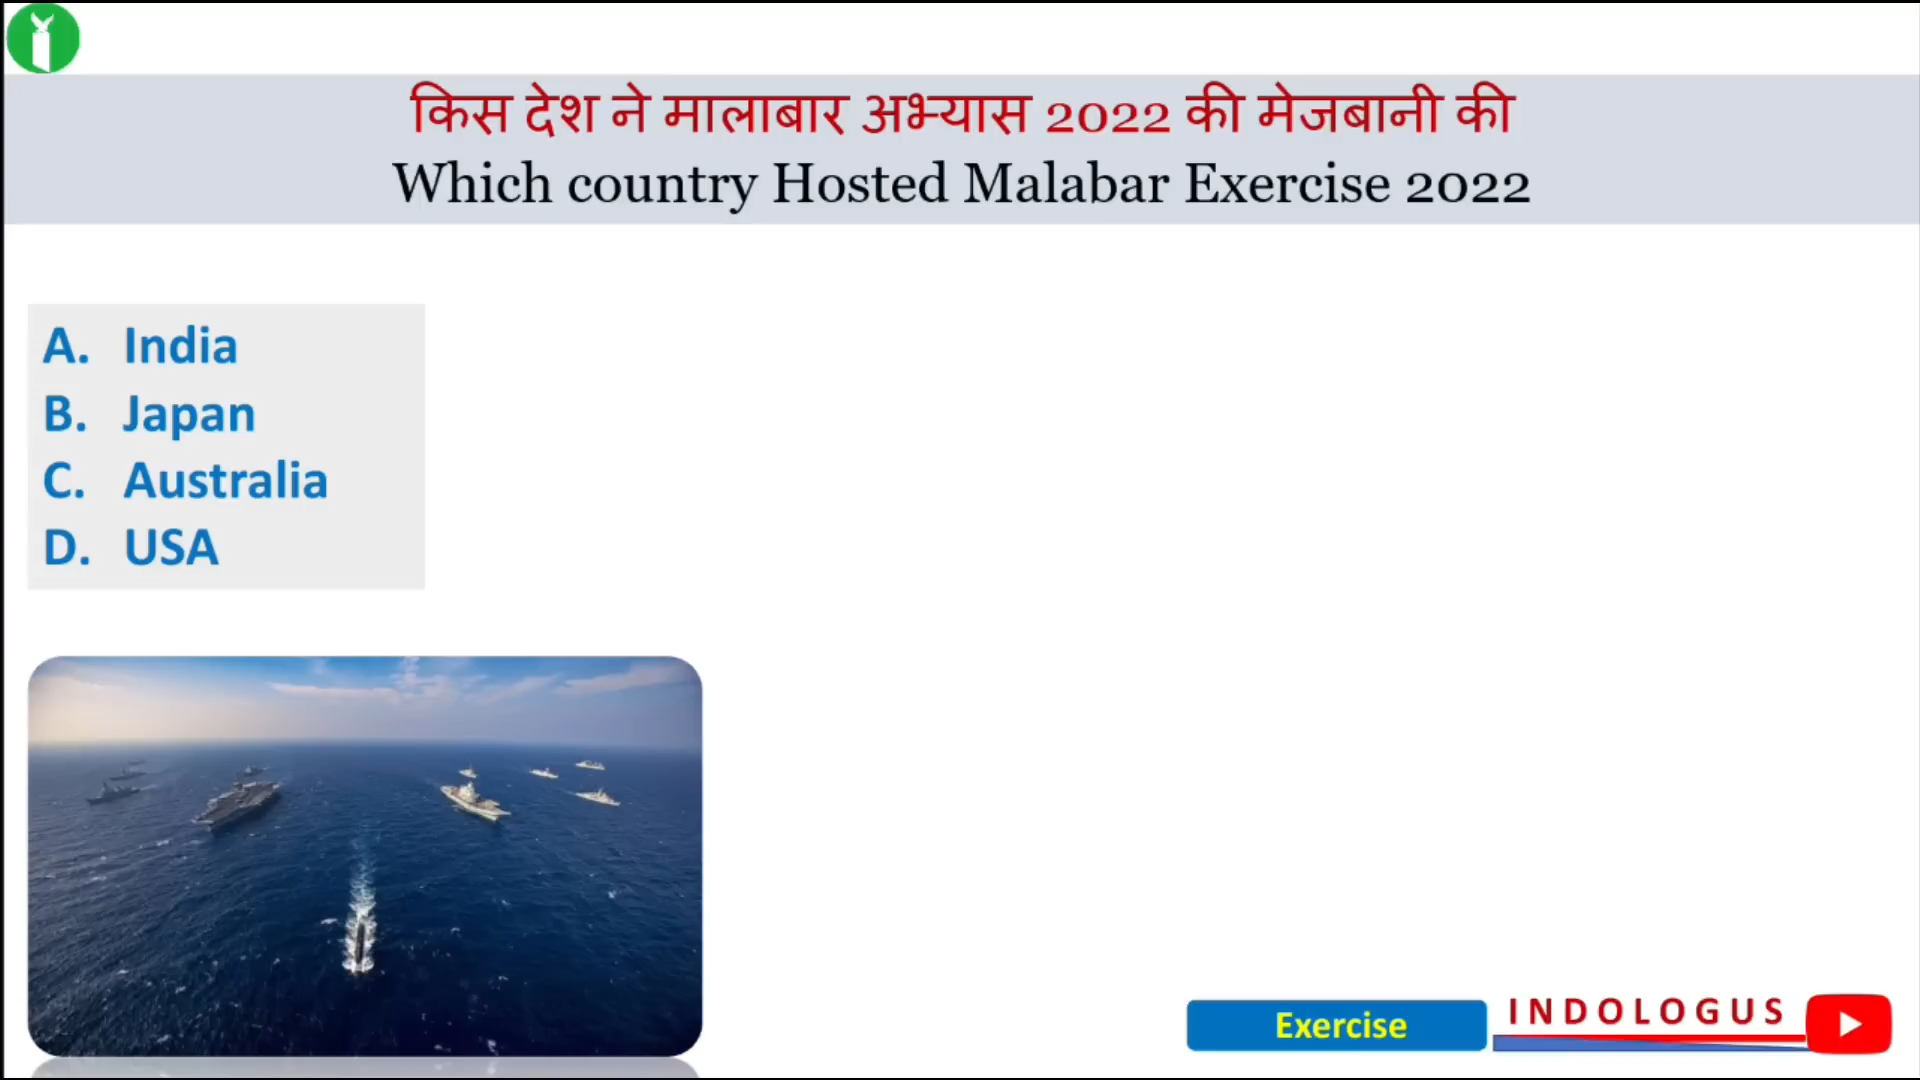 किस देश ने मालाबार अभ्यास 2022 की मेजबानी की
Which country Hosted Malabar Exercise 2022
A. India
B. Japan
C. Australia
D. USA
Exercise
INDOLOGUS